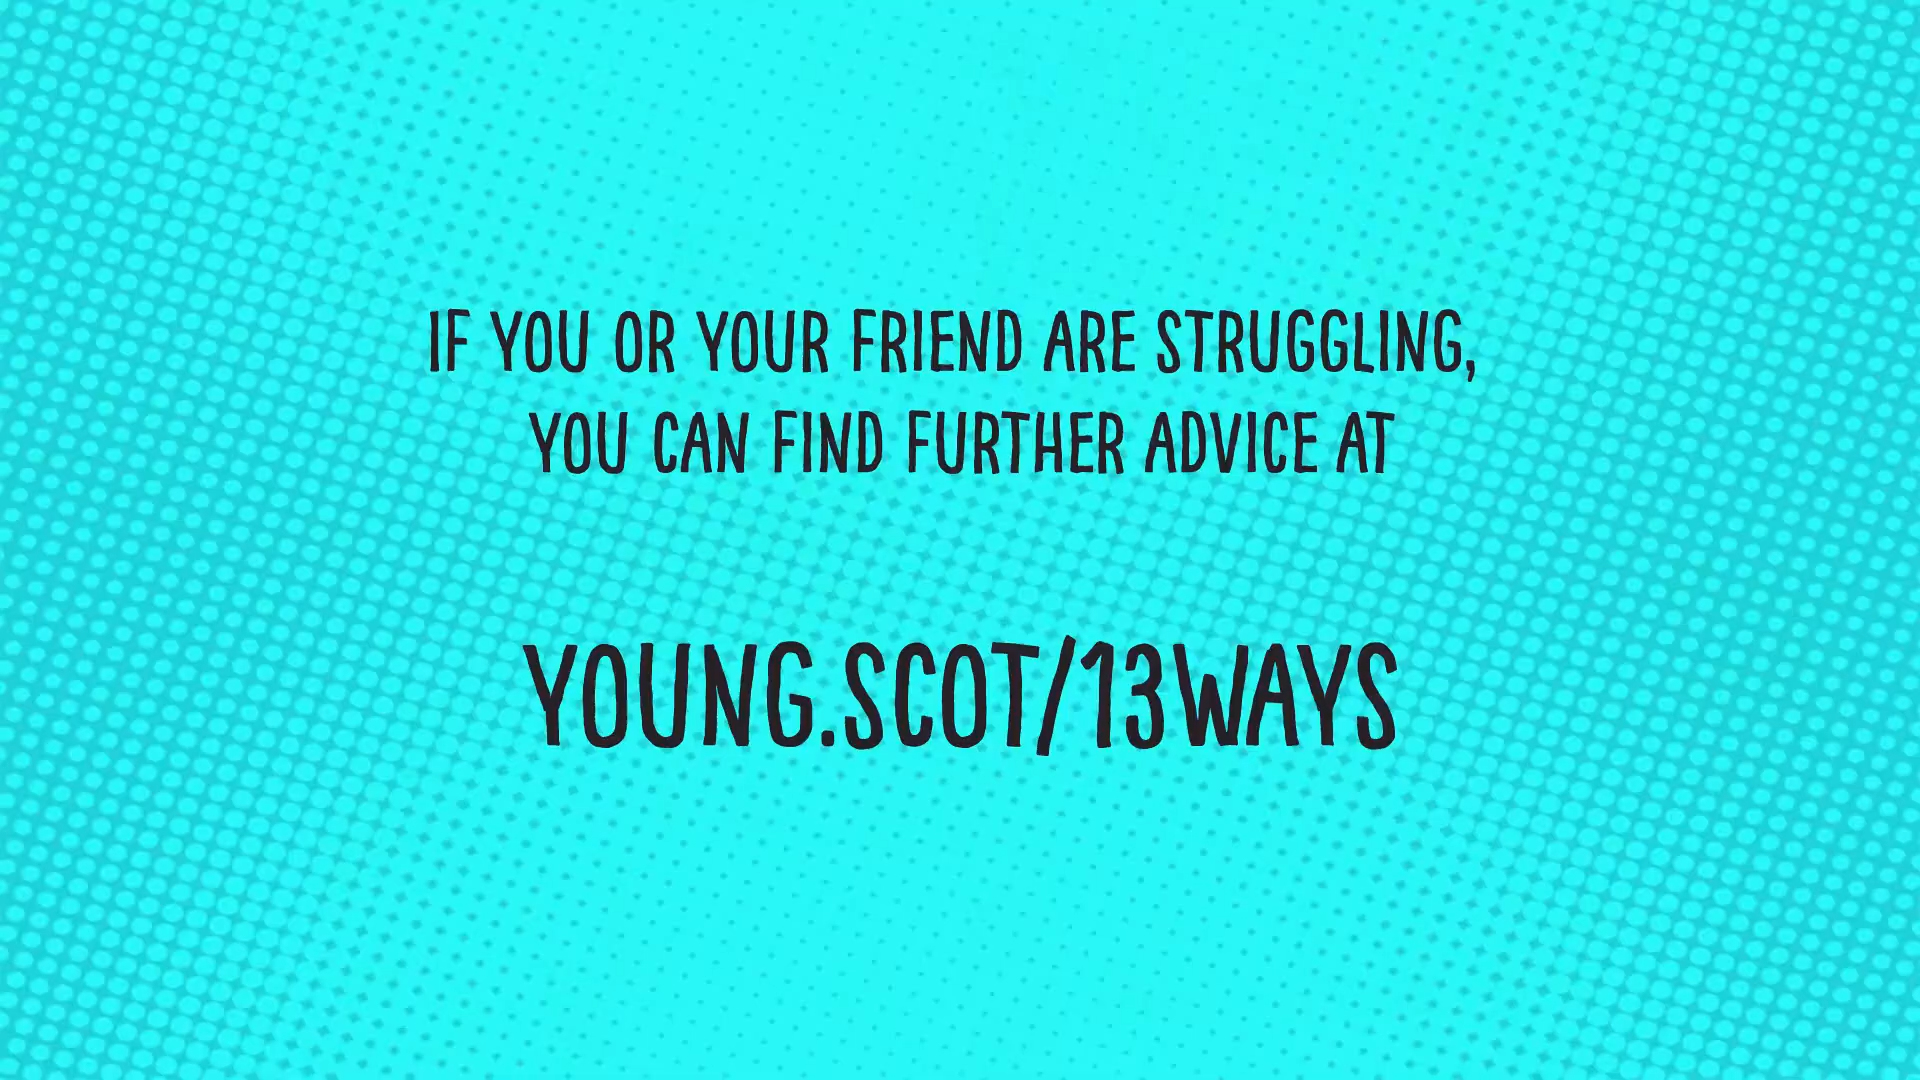 IF YOU OR YOUR FRIEND ARE STRUGGLING,
YOU CAN FIND FURTHER ADVICE AT
YOUNG.SCOT/13WAYS